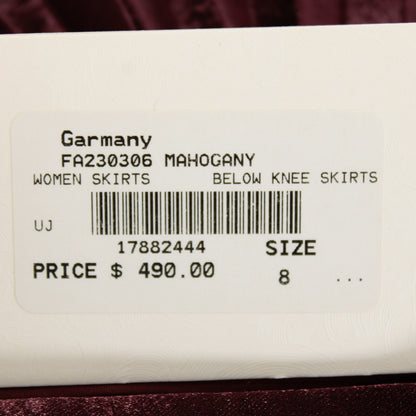 Garmany
FA230306 MAHOGANY
WOMEN SKIRTS BELOW KNEE SKIRTS
UJ
17882444 SIZE
PRICE $ 490.00 8 ...